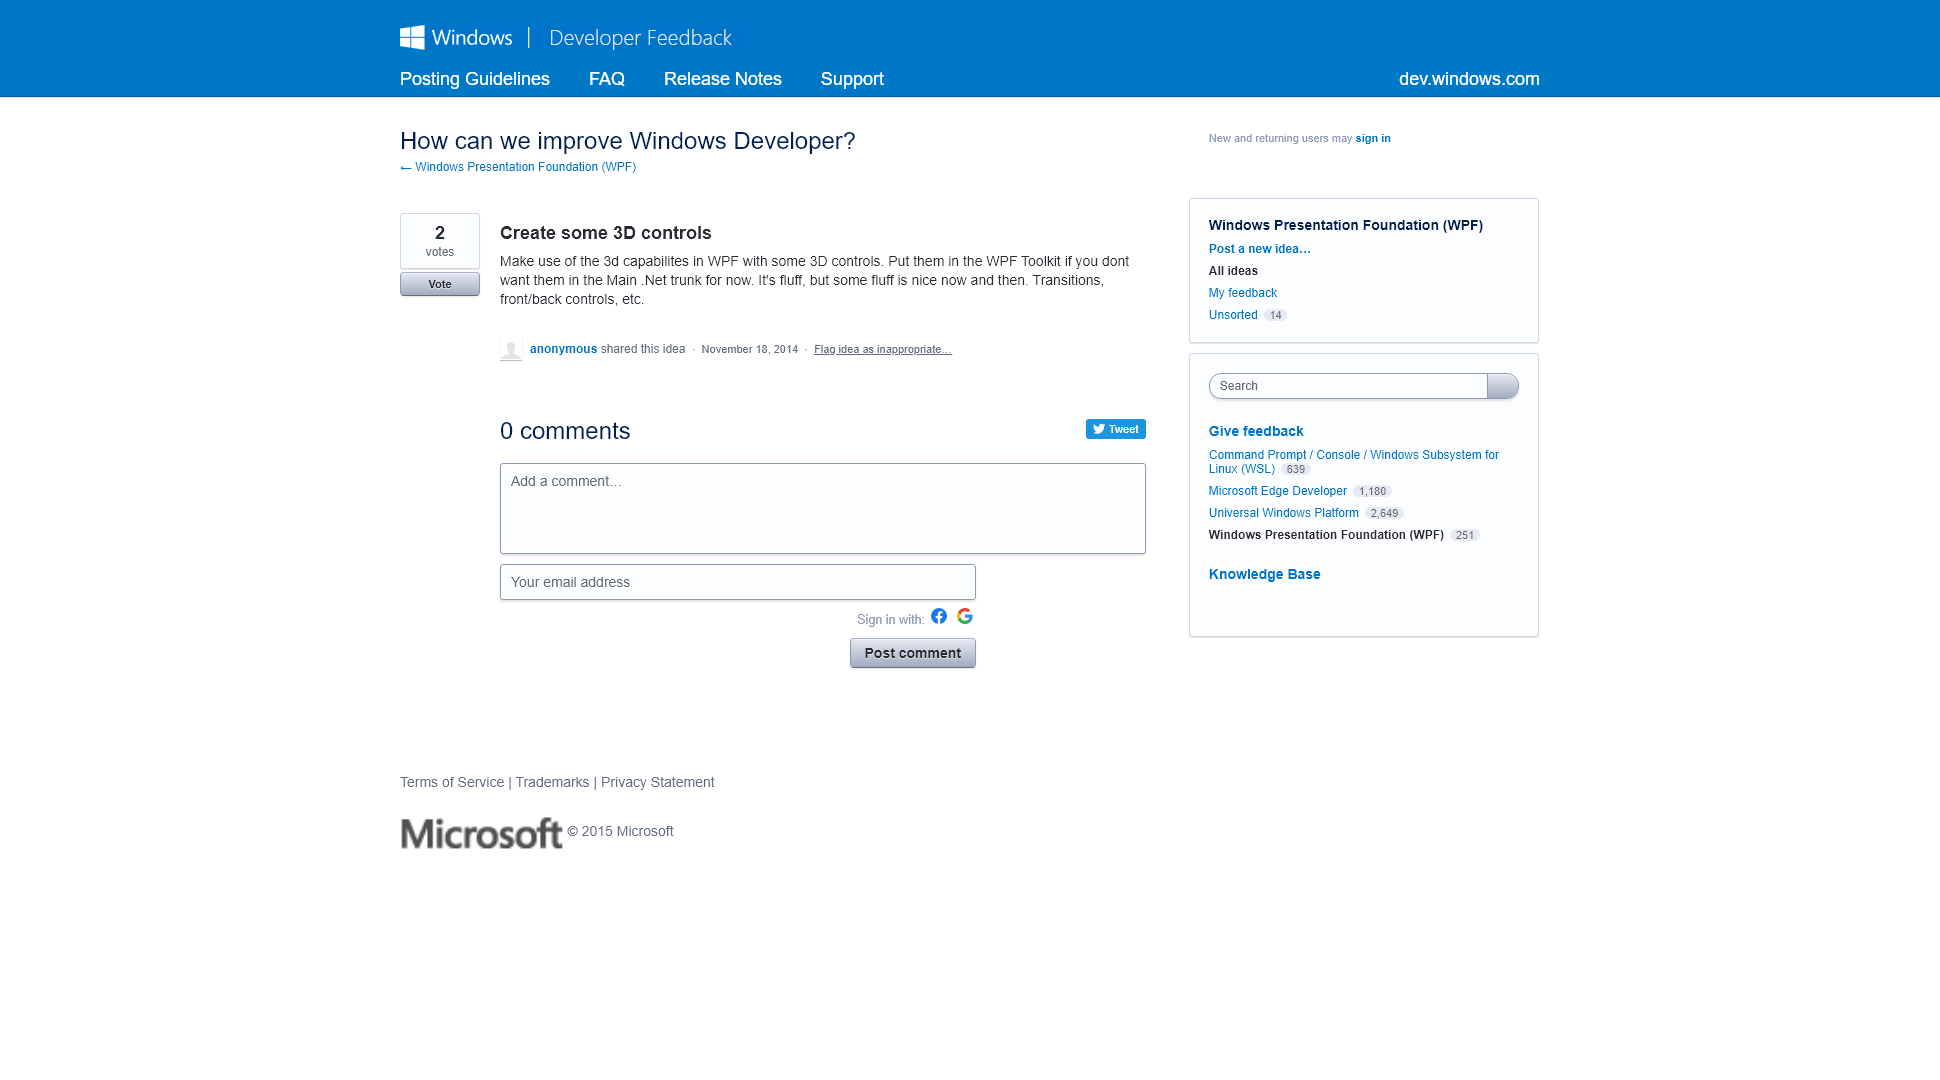 Windows | Developer Feedback
Posting Guidelines FAQ Release Notes Support dev.windows.com
How can we improve Windows Developer?
← Windows Presentation Foundation (WPF)
New and returning users may sign in
2
votes
Vote
Create some 3D controls
Make use of the 3d capabilites in WPF with some 3D controls. Put them in the WPF Toolkit if you dont
want them in the Main .Net trunk for now. It's fluff, but some fluff is nice now and then. Transitions,
front/back controls, etc.
anonymous shared this idea · November 18, 2014 · Flag idea as inappropriate…
0 comments
Tweet
Add a comment…
Your email address
Sign in with:
Post comment
Windows Presentation Foundation (WPF)
Post a new idea…
All ideas
My feedback
Unsorted 14
Search
Give feedback
Command Prompt / Console / Windows Subsystem for
Linux (WSL) 639
Microsoft Edge Developer 1,180
Universal Windows Platform 2,649
Windows Presentation Foundation (WPF) 251
Knowledge Base
Terms of Service | Trademarks | Privacy Statement
Microsoft © 2015 Microsoft